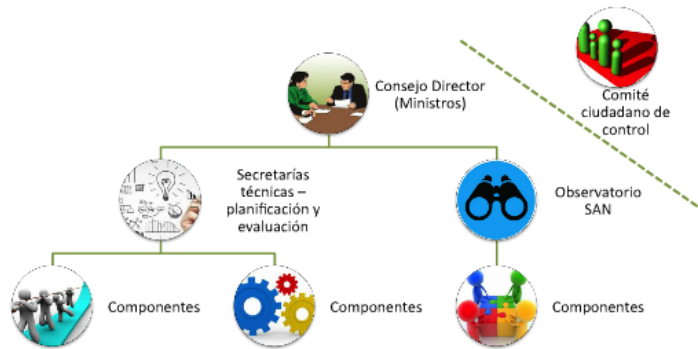 Consejo Director
(Ministros)
Comité
ciudadano de
control
Secretarías
técnicas –
planificación y
evaluación
Observatorio
SAN
Componentes
Componentes
Componentes